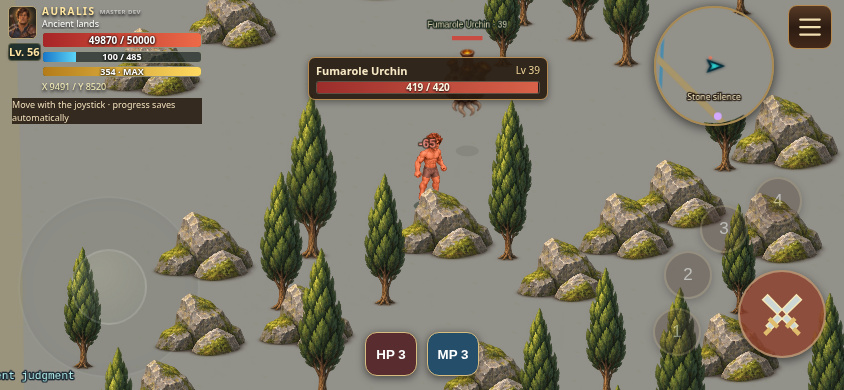 AURALIS MASTER DEV
Ancient lands
49870 / 50000
Lv. 56
100 / 485
354 · MAX
X 9491 / Y 8520
Move with the joystick · progress saves
automatically
Fumarole Urchin · 39
Fumarole Urchin Lv 39
419 / 420
-65
Stone silence
4
3
2
1
HP 3
MP 3
ent judgment